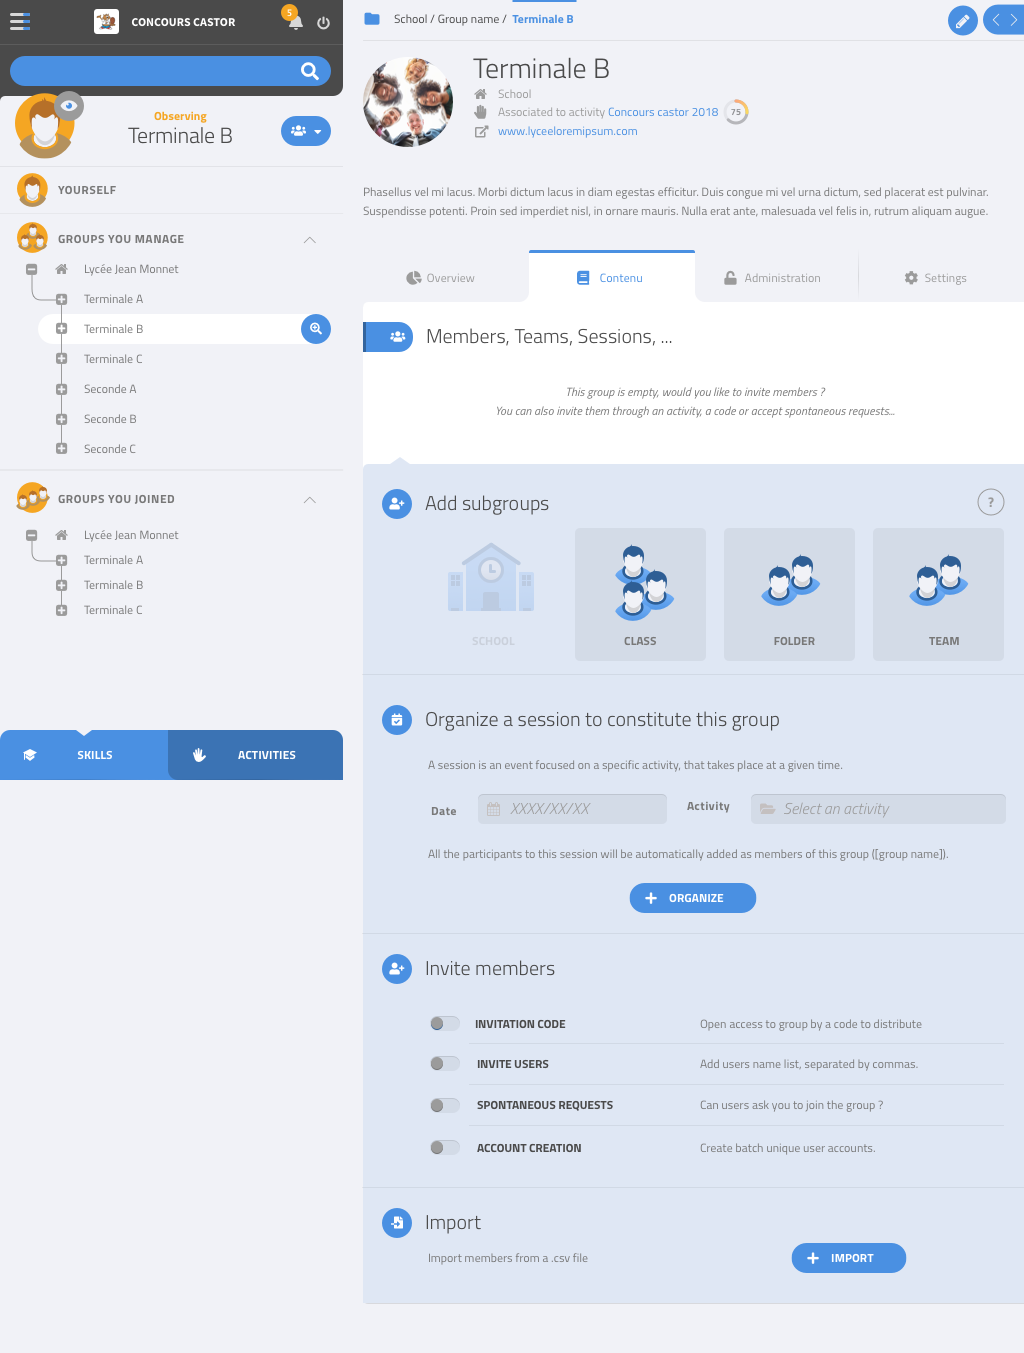 CONCOURS CASTOR
5
Observing
Terminale B
YOURSELF
GROUPS YOU MANAGE
Lycée Jean Monnet
Terminale A
Terminale B
Terminale C
Seconde A
Seconde B
Seconde C
GROUPS YOU JOINED
Lycée Jean Monnet
Terminale A
Terminale B
Terminale C
SKILLS
ACTIVITIES
School / Group name / Terminale B
Terminale B
School
Associated to activity Concours castor 2018 75
www.lyceeloremipsum.com
Phasellus vel mi lacus. Morbi dictum lacus in diam egestas efficitur. Duis congue mi vel urna dictum, sed placerat est pulvinar.
Suspendisse potenti. Proin sed imperdiet nisl, in ornare mauris. Nulla erat ante, malesuada vel felis in, rutrum aliquam augue.
Overview
Contenu
Administration
Settings
Members, Teams, Sessions, ...
This group is empty, would you like to invite members ?
You can also invite them through an activity, a code or accept spontaneous requests...
Add subgroups
?
SCHOOL
CLASS
FOLDER
TEAM
Organize a session to constitute this group
A session is an event focused on a specific activity, that takes place at a given time.
Date
XXXX/XX/XX
Activity
Select an activity
All the participants to this session will be automatically added as members of this group ([group name]).
ORGANIZE
Invite members
INVITATION CODE
Open access to group by a code to distribute
INVITE USERS
Add users name list, separated by commas.
SPONTANEOUS REQUESTS
Can users ask you to join the group ?
ACCOUNT CREATION
Create batch unique user accounts.
Import
Import members from a .csv file
IMPORT